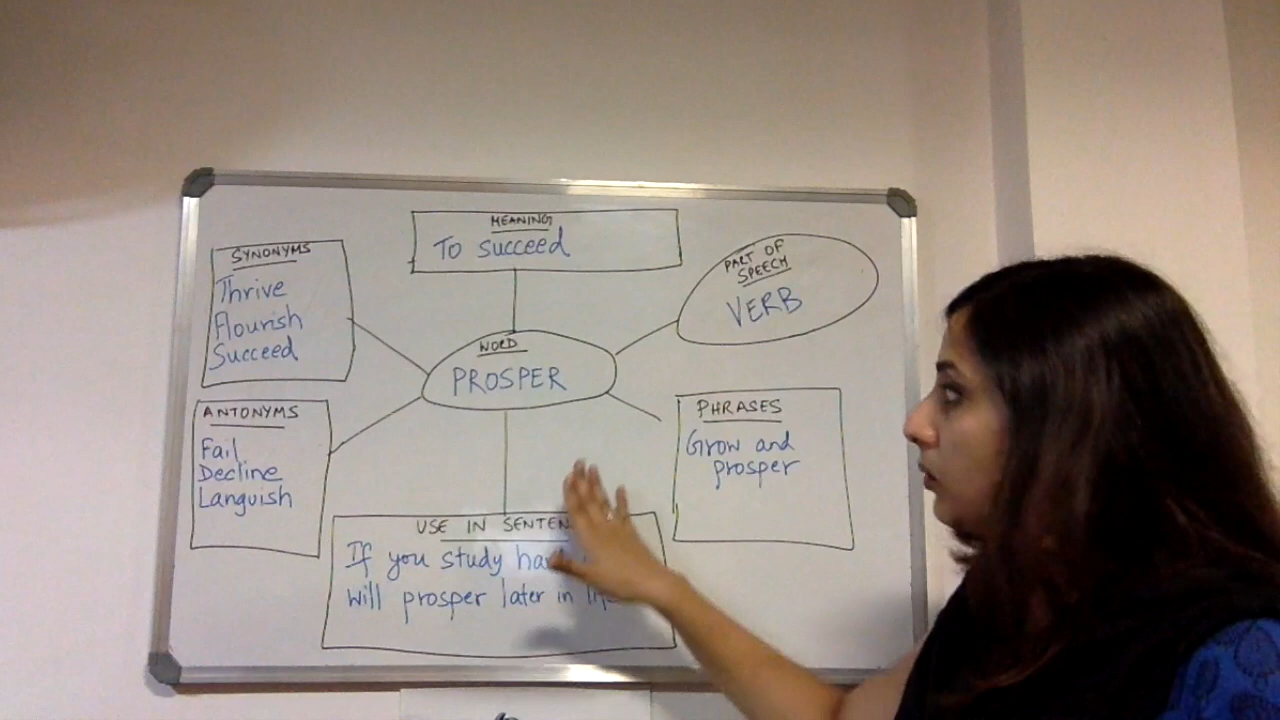 MEANING
To succeed
SYNONYMS
Thrive
Flourish
Succeed
PART OF
SPEECH
VERB
WORD
PROSPER
ANTONYMS
Fail
Decline
Languish
PHRASES
Grow and
prosper
USE IN
If you study
will prosper later in